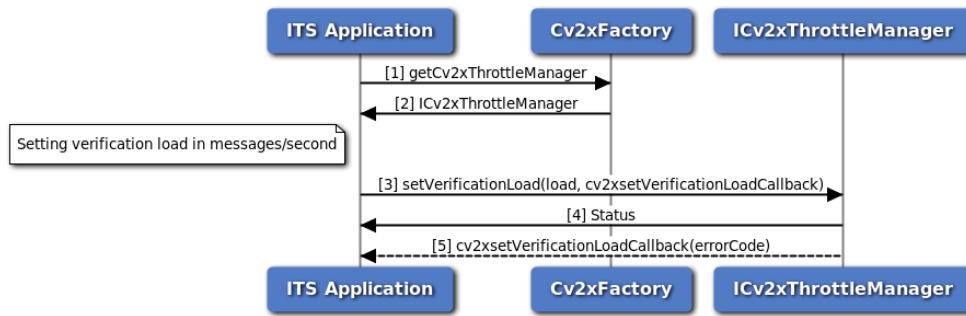 ITS Application
Cv2xFactory
ICv2xThrottleManager
[1] getCv2xThrottleManager
[2] ICv2xThrottleManager
Setting verification load in messages/second
[3] setVerificationLoad(load, cv2xsetVerificationLoadCallback)
[4] Status
[5] cv2xsetVerificationLoadCallback(errorCode)
ITS Application
Cv2xFactory
ICv2xThrottleManager